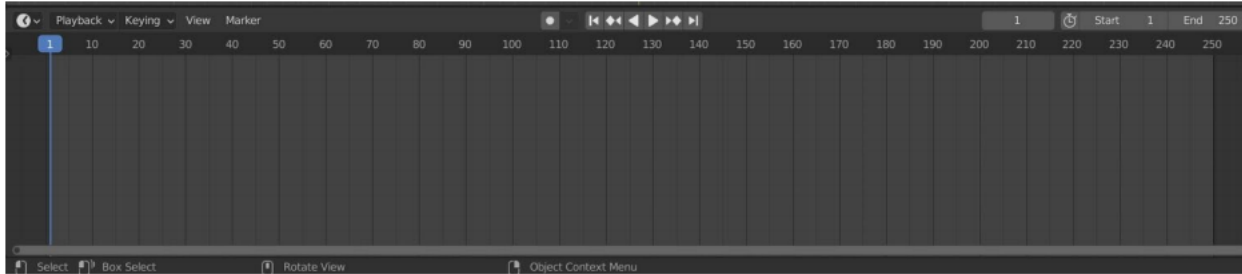 Playback Keying View Marker 1 Start 1 End 250
1 10 20 30 40 50 60 70 80 90 100 110 120 130 140 150 160 170 180 190 200 210 220 230 240 250
Select Box Select Rotate View Object Context Menu